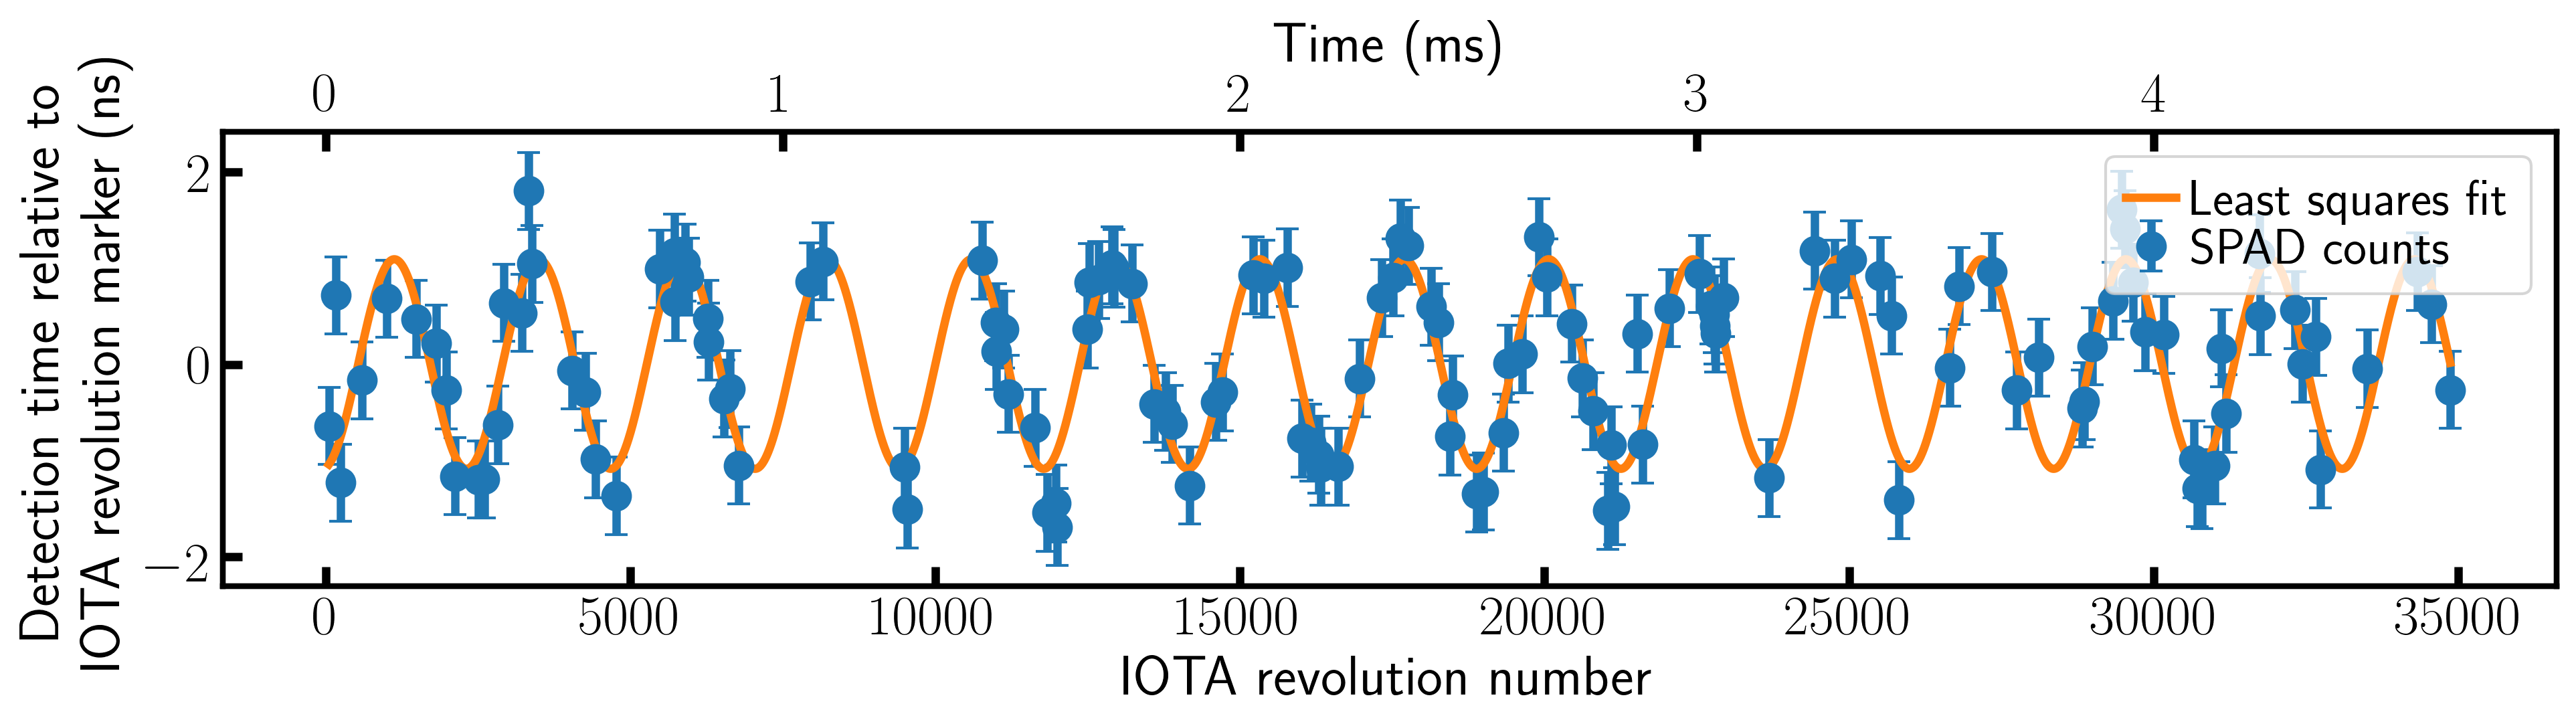 Time (ms)
0 1 2 3 4
Detection time relative to
IOTA revolution marker (ns)
2
0
−2
Least squares fit
SPAD counts
0 5000 10000 15000 20000 25000 30000 35000
IOTA revolution number